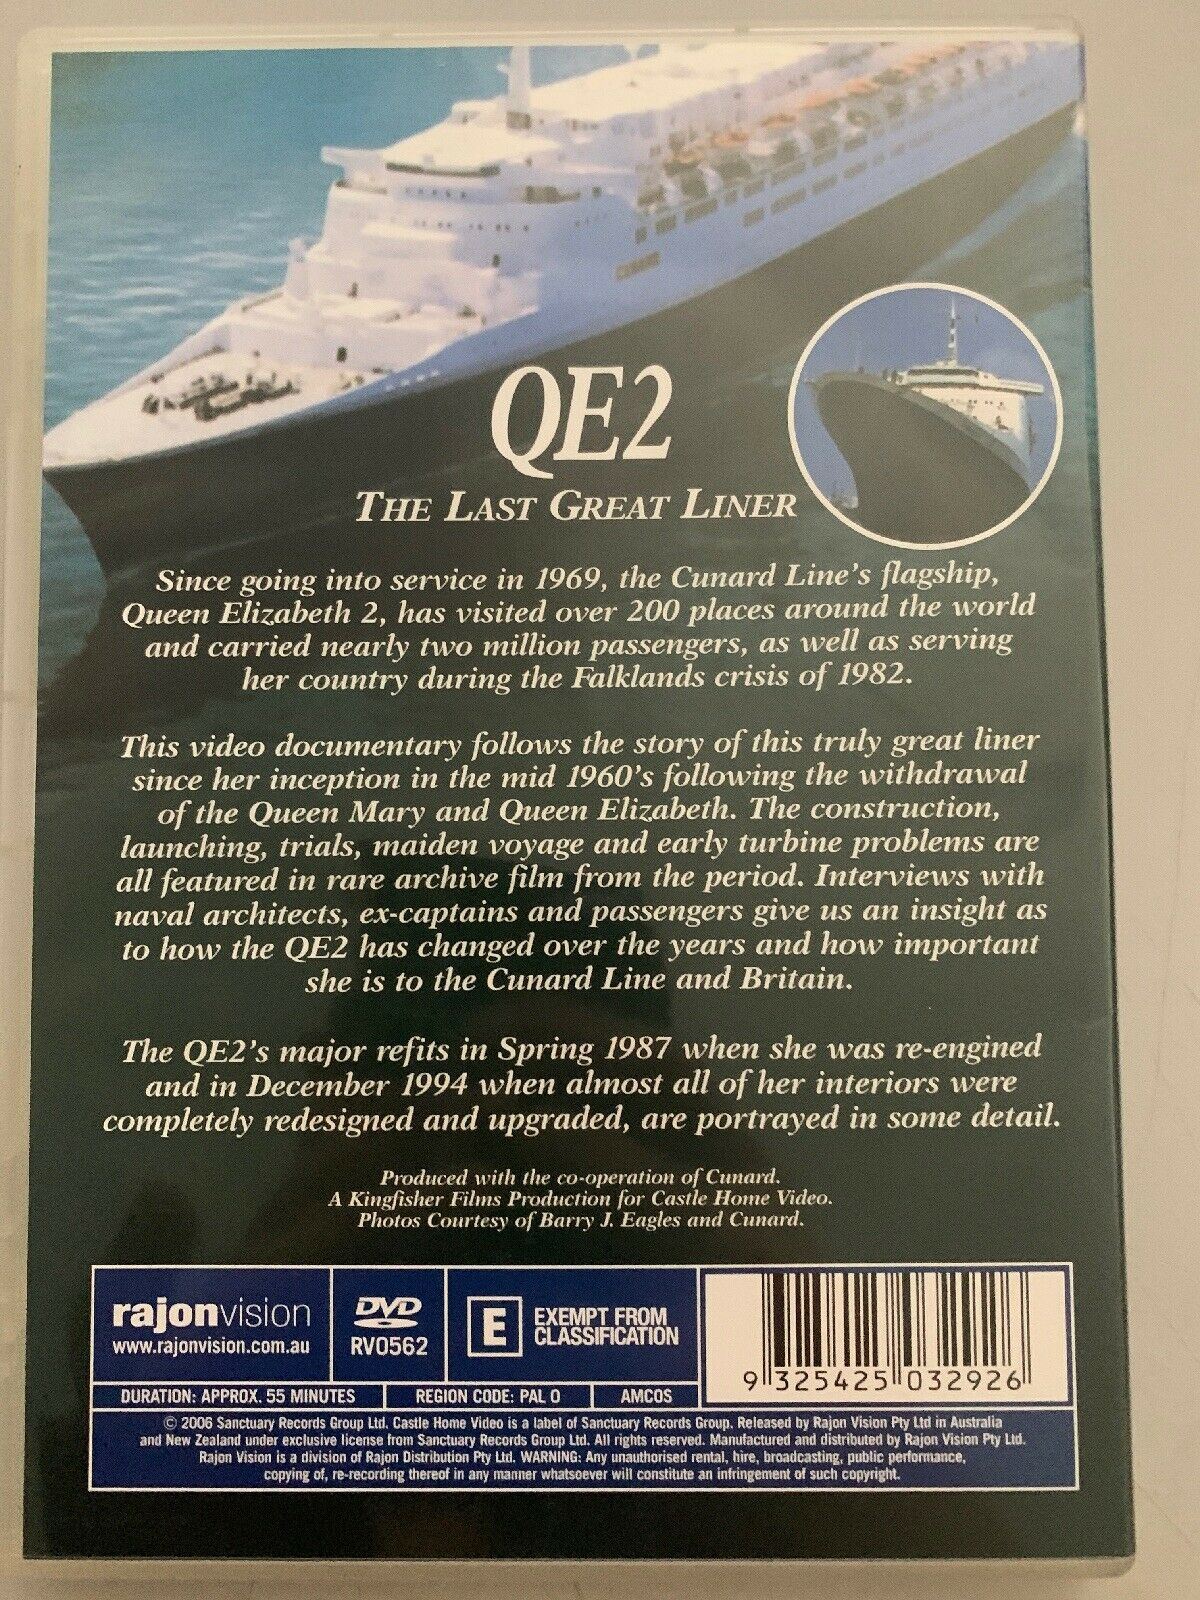 CUNARD
QE2
THE LAST GREAT LINER
Since going into service in 1969, the Cunard Line's flagship,
Queen Elizabeth 2, has visited over 200 places around the world
and carried nearly two million passengers, as well as serving
her country during the Falklands crisis of 1982.
This video documentary follows the story of this truly great liner
since her inception in the mid 1960's following the withdrawal
of the Queen Mary and Queen Elizabeth. The construction,
launching, trials, maiden voyage and early turbine problems are
all featured in rare archive film from the period. Interviews with
naval architects, ex-captains and passengers give us an insight as
to how the QE2 has changed over the years and how important
she is to the Cunard Line and Britain.
The QE2's major refits in Spring 1987 when she was re-engined
and in December 1994 when almost all of her interiors were
completely redesigned and upgraded, are portrayed in some detail.
Produced with the co-operation of Cunard.
A Kingfisher Films Production for Castle Home Video.
Photos Courtesy of Barry J. Eagles and Cunard.
rajonvision
www.rajonvision.com.au
DVD
RV0562
E
EXEMPT FROM
CLASSIFICATION
9 325425 032926
DURATION: APPROX. 55 MINUTES
REGION CODE: PAL 0
AMCOS
© 2006 Sanctuary Records Group Ltd. Castle Home Video is a label of Sanctuary Records Group. Released by Rajon Vision Pty Ltd in Australia
and New Zealand under exclusive license from Sanctuary Records Group Ltd. All rights reserved. Manufactured and distributed by Rajon Vision Pty Ltd.
Rajon Vision is a division of Rajon Distribution Pty Ltd. WARNING: Any unauthorised rental, hire, broadcasting, public performance,
copying of, re-recording thereof in any manner whatsoever will constitute an infringement of such copyright.